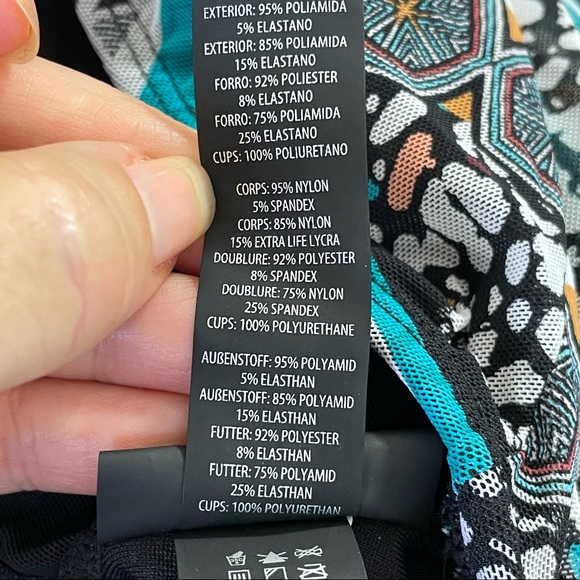 EXTERIOR: 95% POLIAMIDA
5% ELASTANO
EXTERIOR: 85% POLIAMIDA
15% ELASTANO
FORRO: 92% POLIESTER
8% ELASTANO
FORRO: 75% POLIAMIDA
25% ELASTANO
CUPS: 100% POLIURETANO
CORPS: 95% NYLON
5% SPANDEX
CORPS: 85% NYLON
15% EXTRA LIFE LYCRA
DOUBLURE: 92% POLYESTER
8% SPANDEX
DOUBLURE: 75% NYLON
25% SPANDEX
CUPS: 100% POLYURETHANE
AUßENSTOFF: 95% POLYAMID
5% ELASTHAN
AUßENSTOFF: 85% POLYAMID
15% ELASTHAN
FUTTER: 92% POLYESTER
8% ELASTHAN
FUTTER: 75% POLYAMID
25% ELASTHAN
CUPS: 100% POLYURETHAN